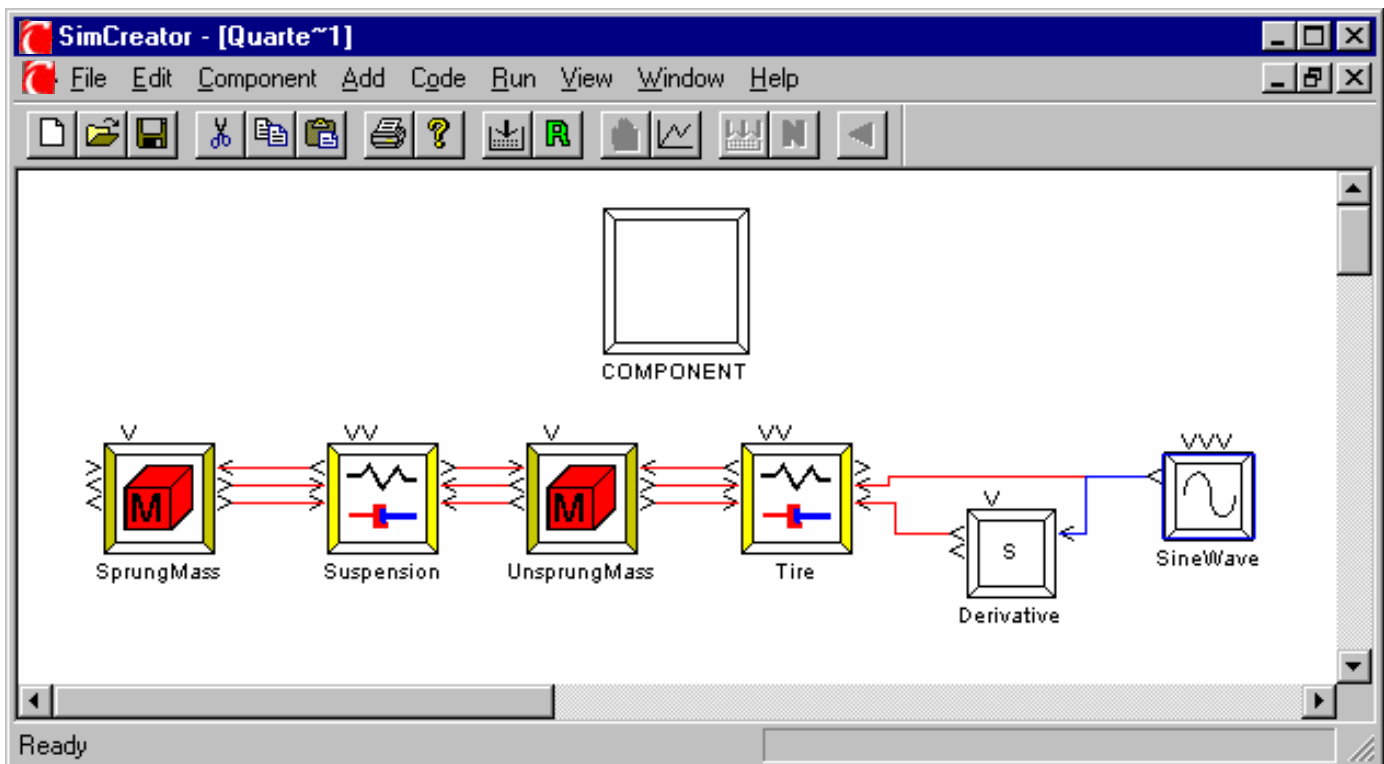 SimCreator - [Quarte~1]
File Edit Component Add Code Run View Window Help
R N
COMPONENT
V VV V VV VVV
V
M M
S
SprungMass Suspension UnsprungMass Tire SineWave
Derivative
Ready